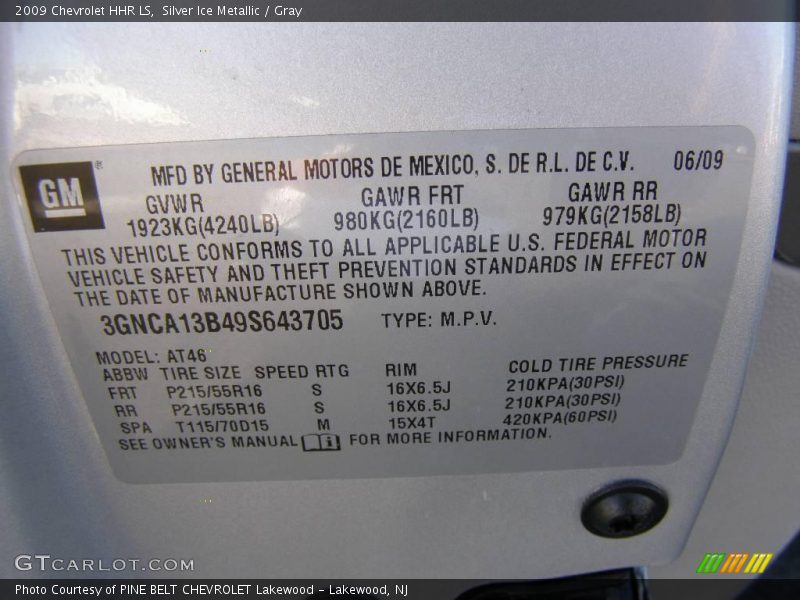 2009 Chevrolet HHR LS, Silver Ice Metallic / Gray
GM ®
MFD BY GENERAL MOTORS DE MEXICO, S. DE R.L. DE C.V. 06/09
GVWR GAWR FRT GAWR RR
1923KG(4240LB) 980KG(2160LB) 979KG(2158LB)
THIS VEHICLE CONFORMS TO ALL APPLICABLE U.S. FEDERAL MOTOR
VEHICLE SAFETY AND THEFT PREVENTION STANDARDS IN EFFECT ON
THE DATE OF MANUFACTURE SHOWN ABOVE.
3GNCA13B49S643705 TYPE: M.P.V.
MODEL: AT46
ABBW TIRE SIZE SPEED RTG RIM COLD TIRE PRESSURE
FRT P215/55R16 S 16X6.5J 210KPA(30PSI)
RR P215/55R16 S 16X6.5J 210KPA(30PSI)
SPA T115/70D15 M 15X4T 420KPA(60PSI)
SEE OWNER'S MANUAL FOR MORE INFORMATION.
GTCARLOT.COM
Photo Courtesy of PINE BELT CHEVROLET Lakewood - Lakewood, NJ